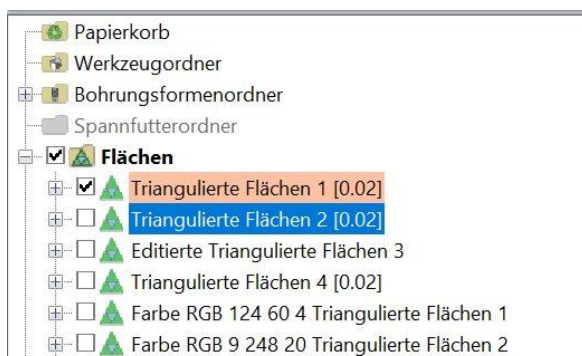 Papierkorb
Werkzeugordner
Bohrungsformenordner
Spannfutterordner
Flächen
Triangulierte Flächen 1 [0.02]
Triangulierte Flächen 2 [0.02]
Editierte Triangulierte Flächen 3
Triangulierte Flächen 4 [0.02]
Farbe RGB 124 60 4 Triangulierte Flächen 1
Farbe RGB 9 248 20 Triangulierte Flächen 2